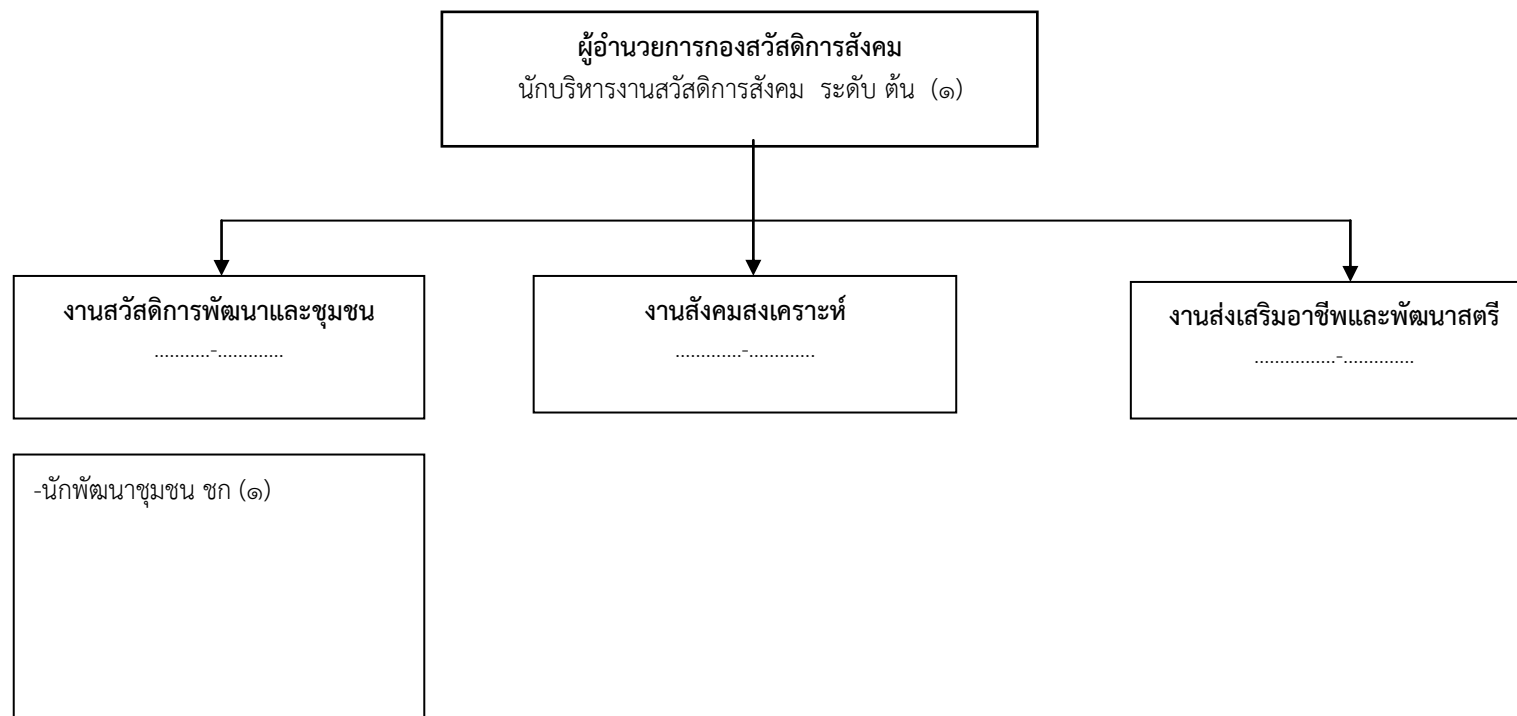 ผู้อำนวยการกองสวัสดิการสังคม
นักบริหารงานสวัสดิการสังคม ระดับ ต้น (๑)
งานสวัสดิการพัฒนาและชุมชน
...........-.............
งานสังคมสงเคราะห์
.............-.............
งานส่งเสริมอาชีพและพัฒนาสตรี
................-..............
-นักพัฒนาชุมชน ชก (๑)